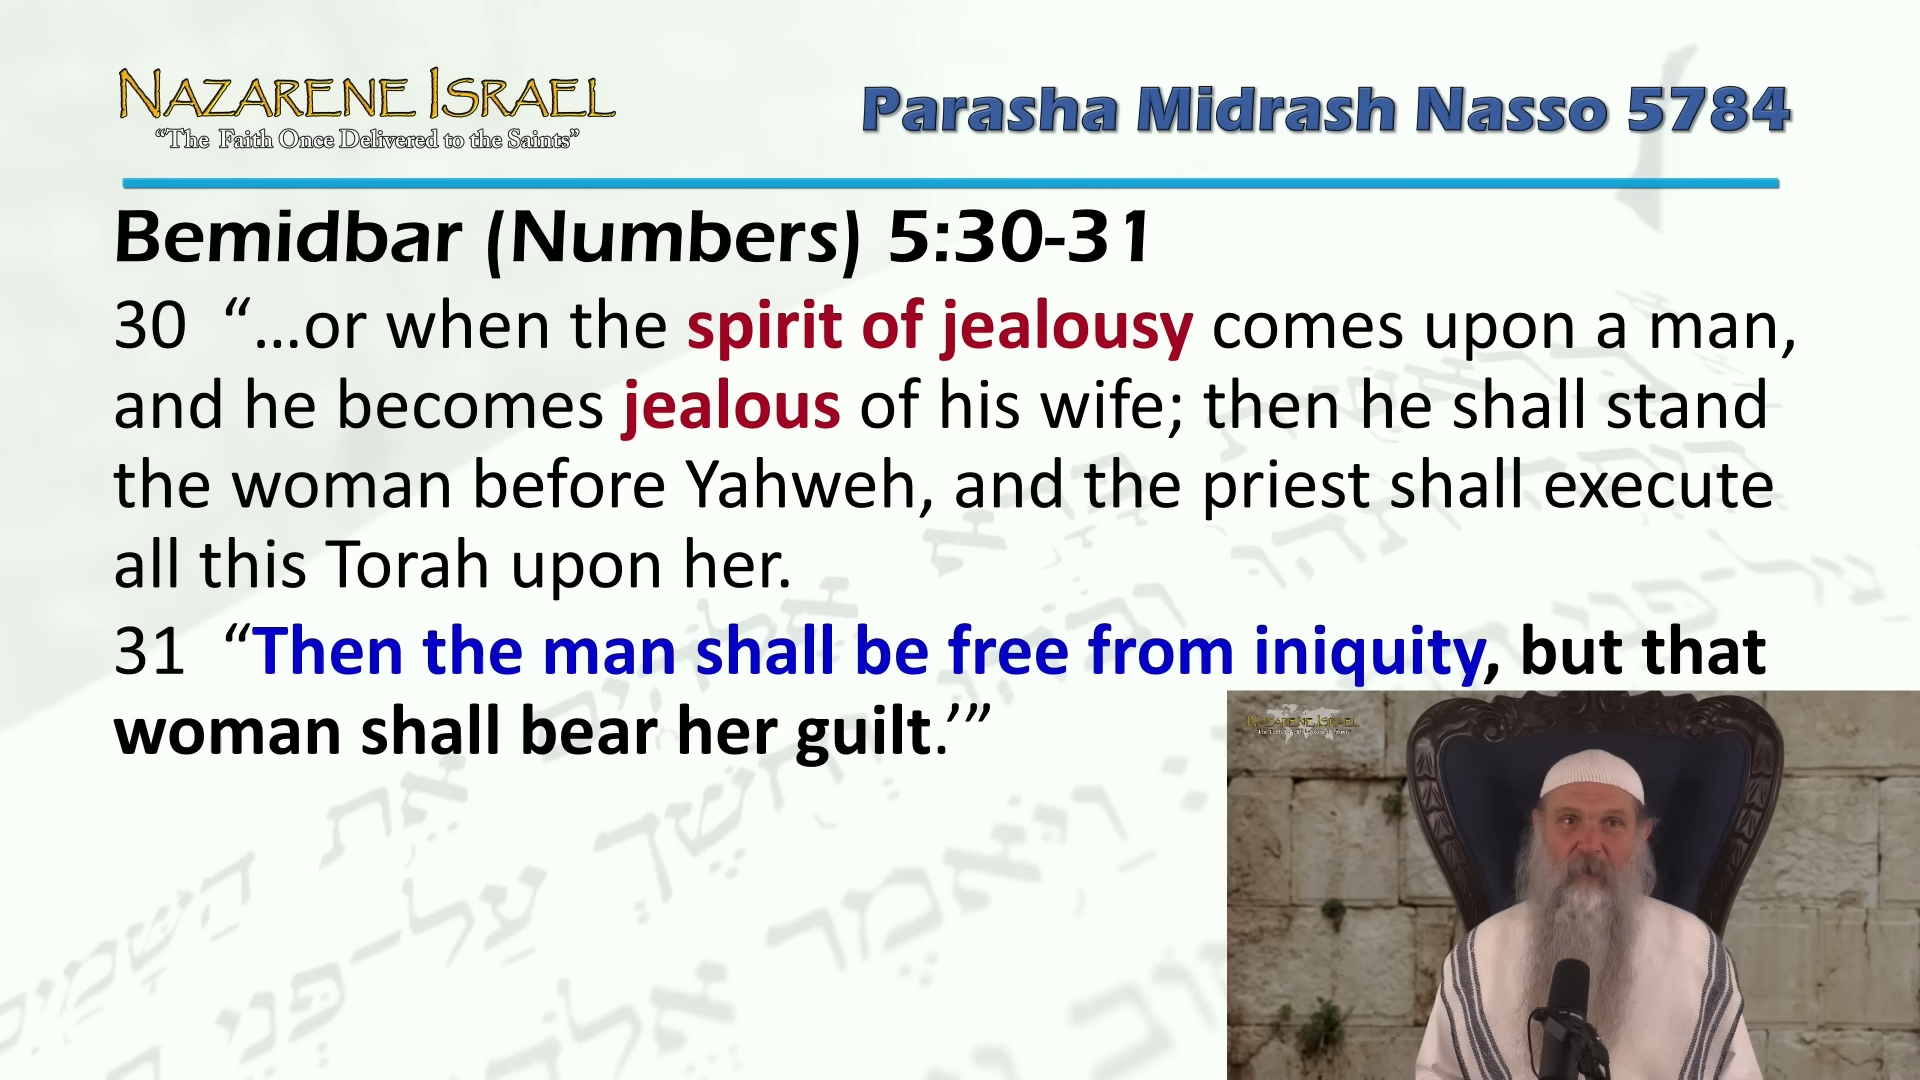 NAZARENE ISRAEL
“The Faith Once Delivered to the Saints”
Parasha Midrash Nasso 5784
Bemidbar (Numbers) 5:30-31
30 “…or when the spirit of jealousy comes upon a man,
and he becomes jealous of his wife; then he shall stand
the woman before Yahweh, and the priest shall execute
all this Torah upon her.
31 “Then the man shall be free from iniquity, but that
woman shall bear her guilt.’”
NAZARENE ISRAEL